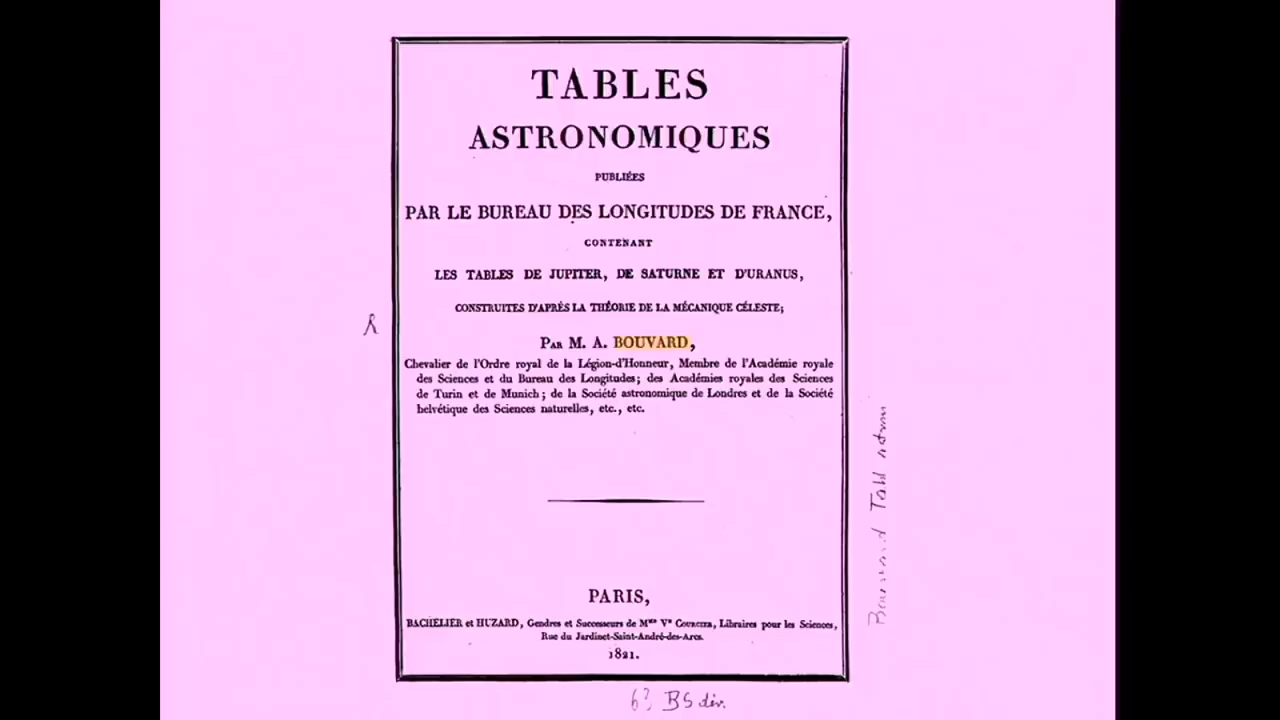 TABLES
ASTRONOMIQUES
PUBLIÉES
PAR LE BUREAU DES LONGITUDES DE FRANCE,
CONTENANT
LES TABLES DE JUPITER, DE SATURNE ET D'URANUS,
CONSTRUITES D'APRÈS LA THÉORIE DE LA MÉCANIQUE CÉLESTE;
PAR M. A. BOUVARD,
Chevalier de l'Ordre royal de la Légion-d'Honneur, Membre de l'Académie royale
des Sciences et du Bureau des Longitudes; des Académies royales des Sciences
de Turin et de Munich; de la Société astronomique de Londres et de la Société
helvétique des Sciences naturelles, etc., etc.
PARIS,
BACHELIER et HUZARD, Gendres et Successeurs de Mme Ve COURCIER, Libraires pour les Sciences,
Rue du Jardinet-Saint-André-des-Arcs.
1821.
Bouvard Tabl astron